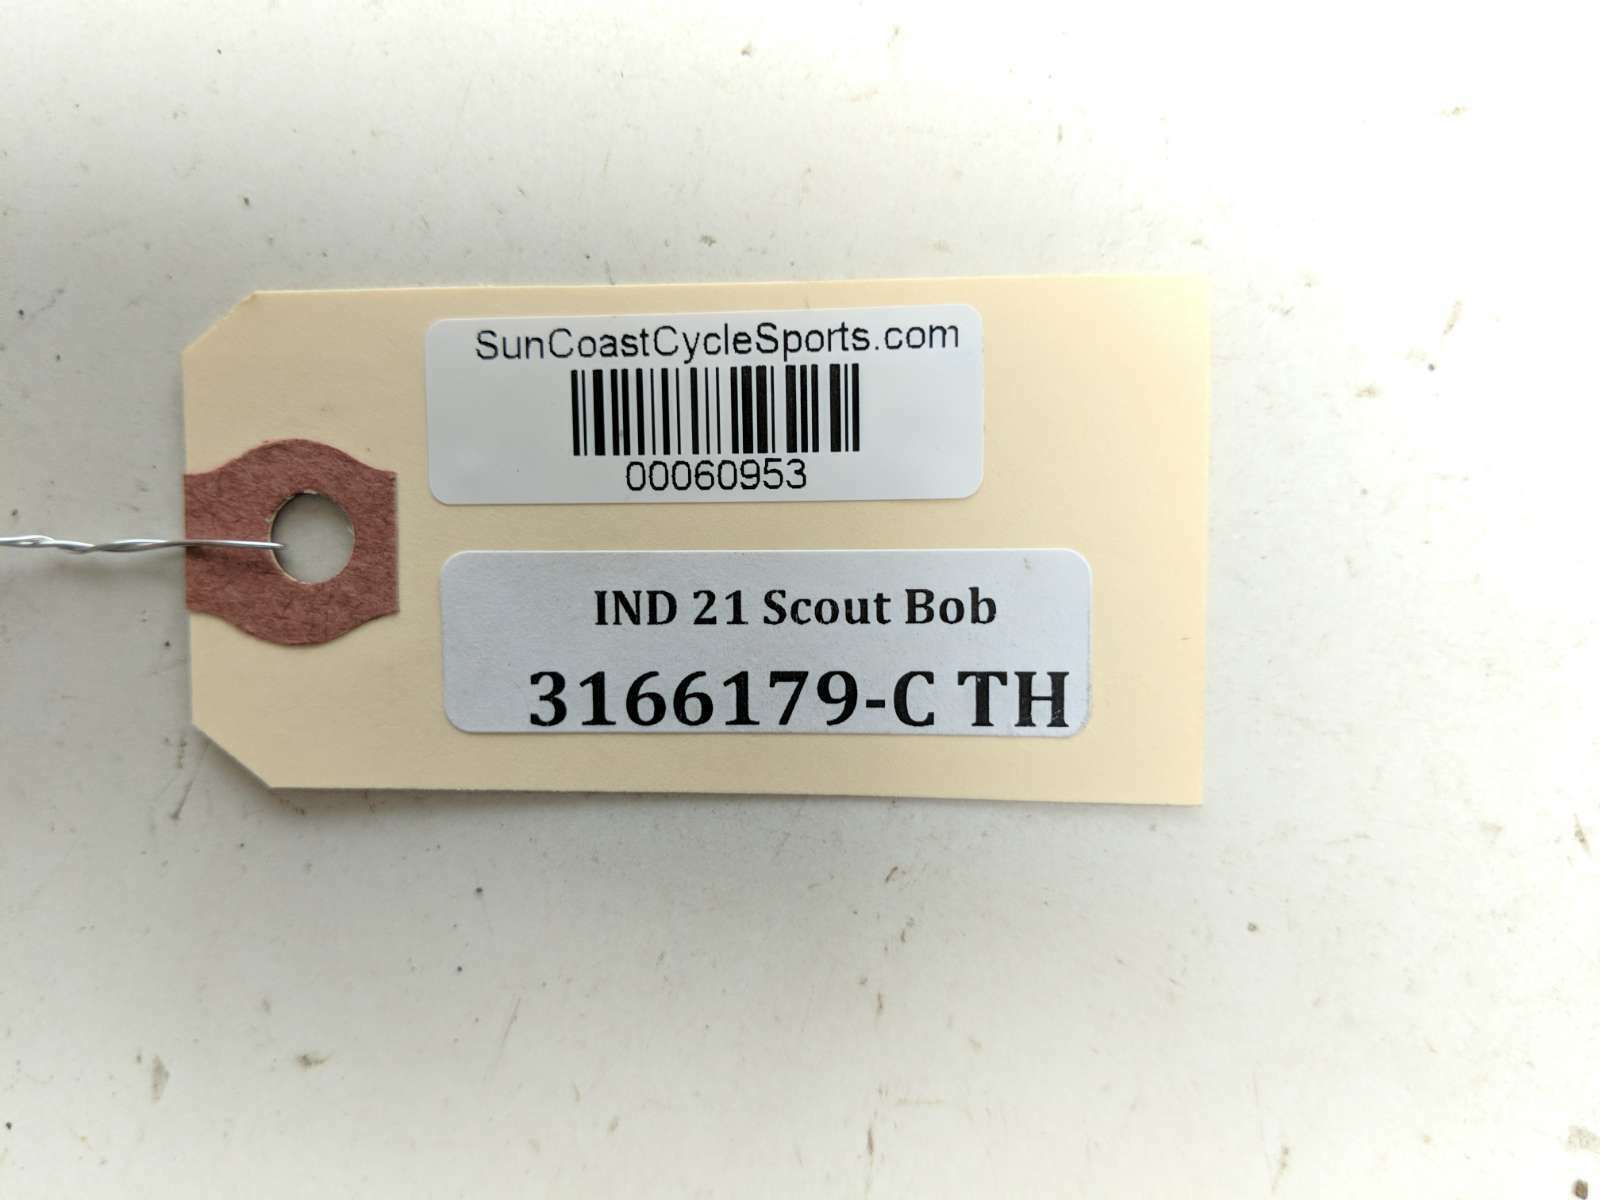 SunCoastCycleSports.com
00060953
IND 21 Scout Bob
3166179-C TH